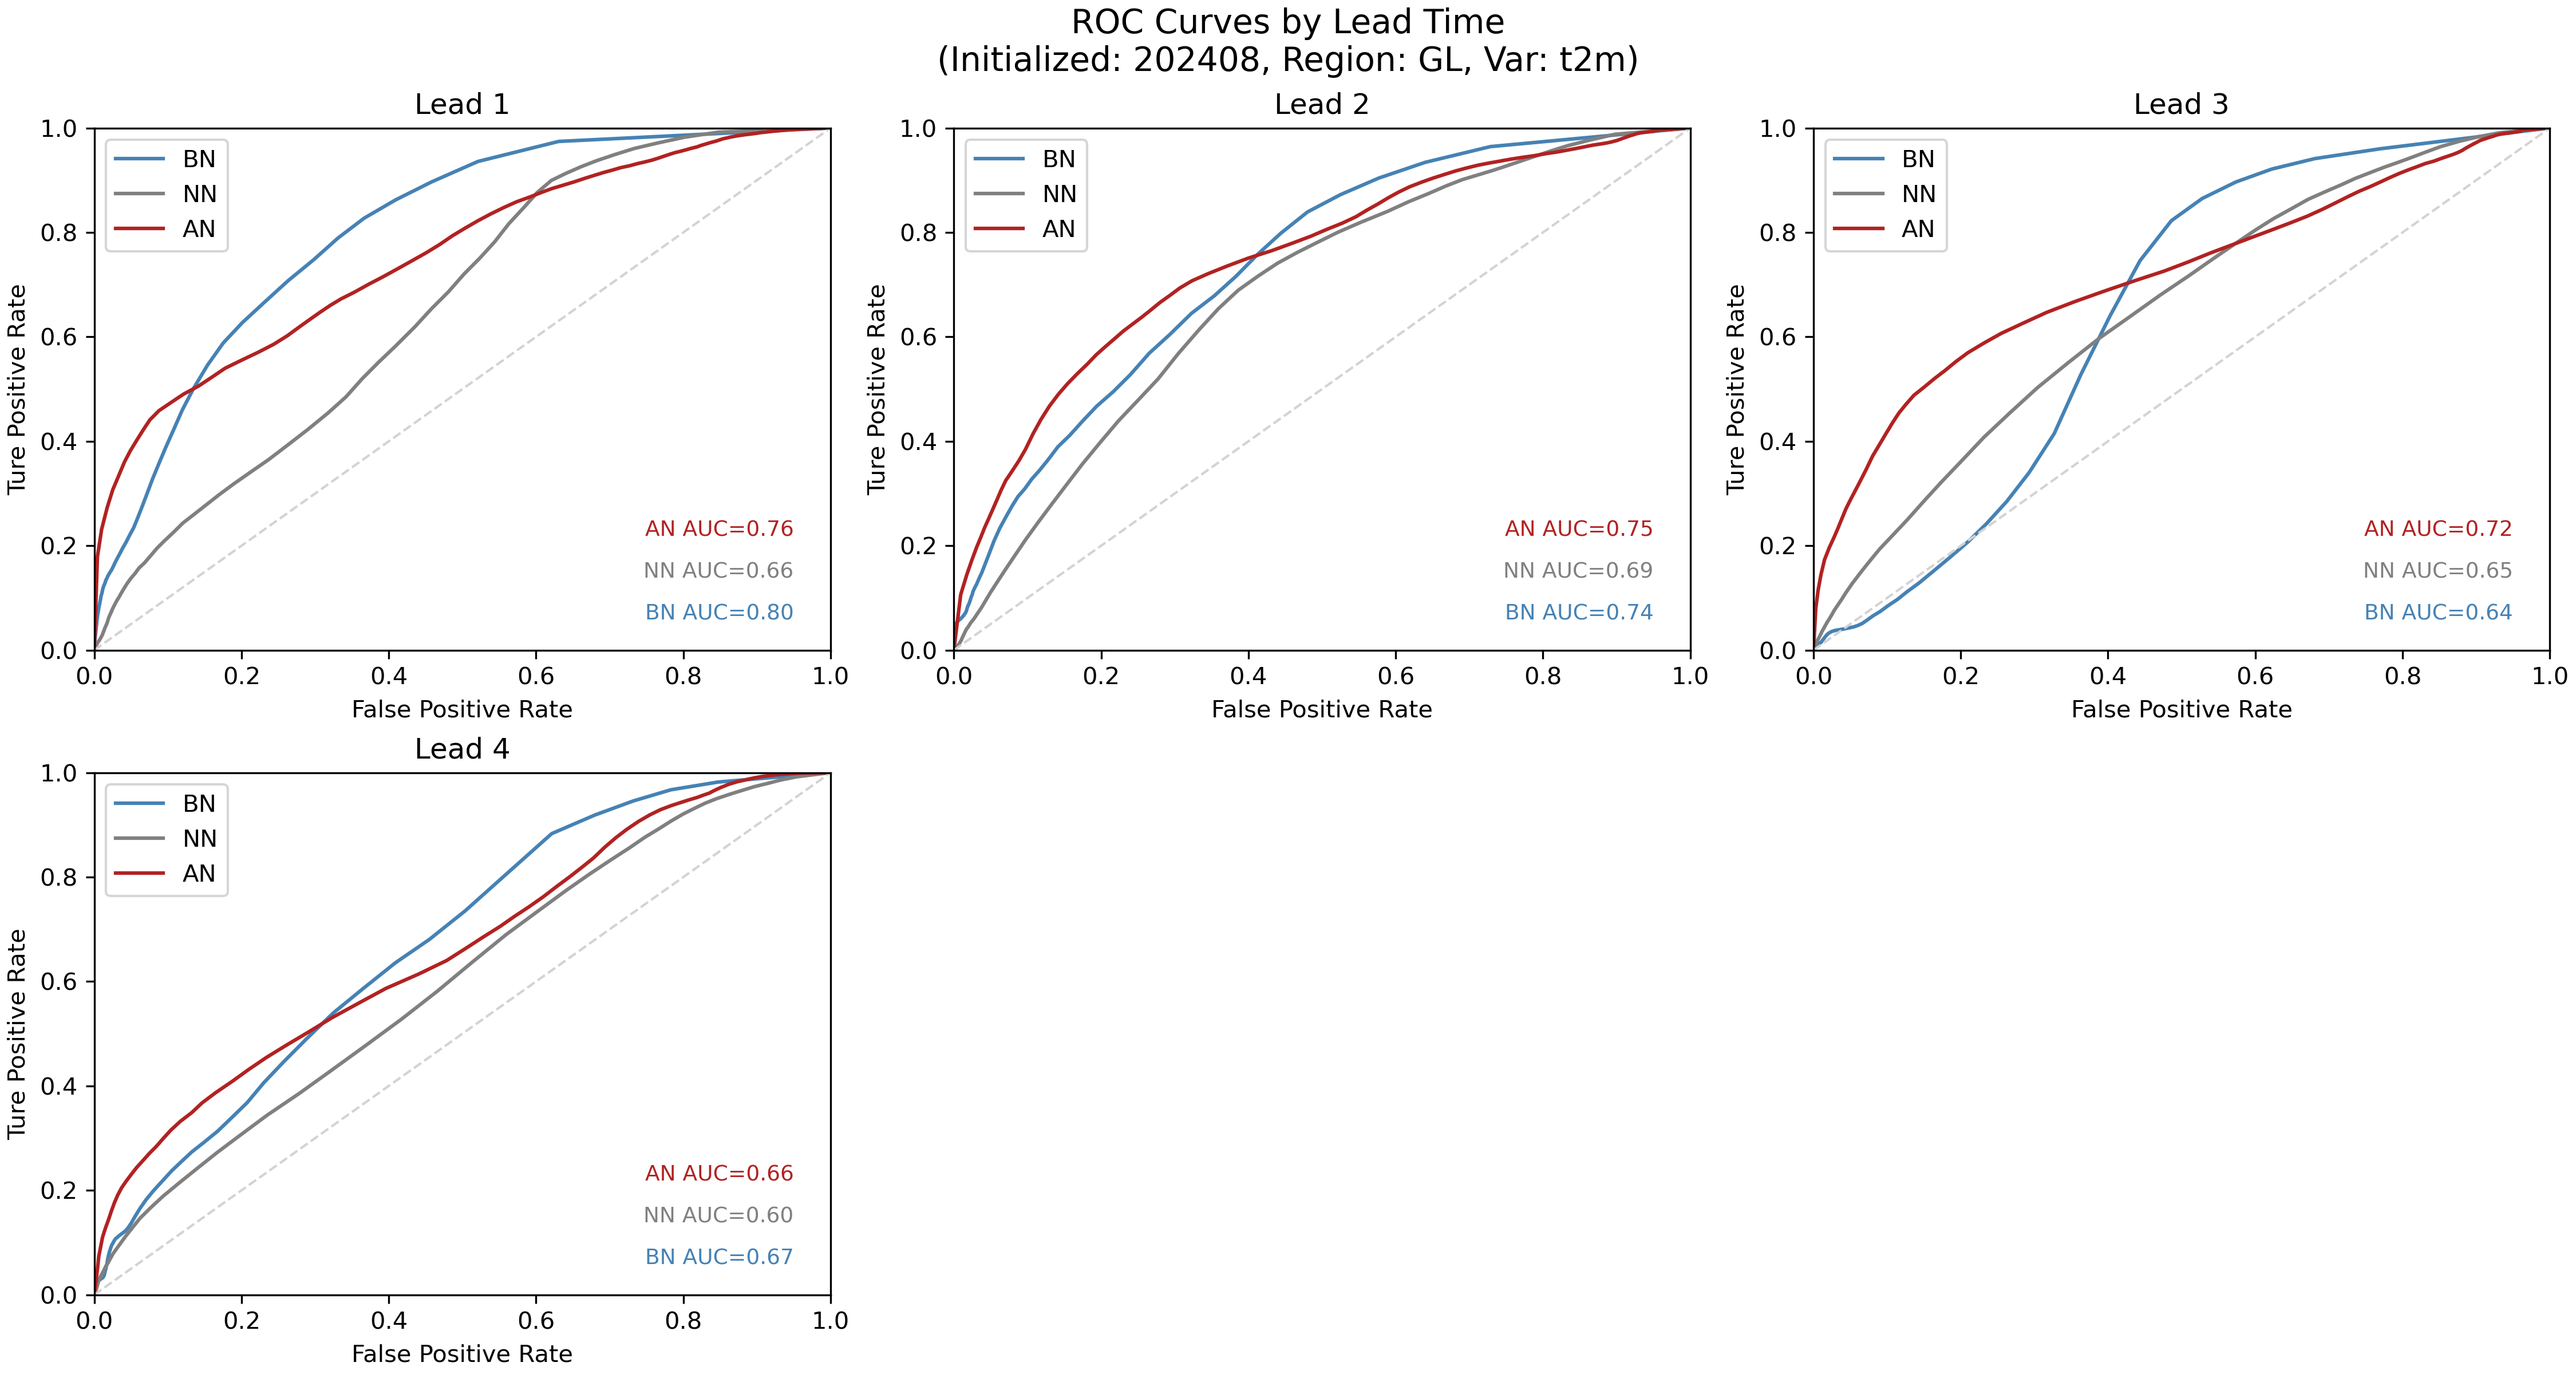 ROC Curves by Lead Time
(Initialized: 202408, Region: GL, Var: t2m)
Lead 1
1.0
0.8
0.6
0.4
0.2
0.0
Ture Positive Rate
BN
NN
AN
AN AUC=0.76
NN AUC=0.66
BN AUC=0.80
0.0 0.2 0.4 0.6 0.8 1.0
False Positive Rate
Lead 2
1.0
0.8
0.6
0.4
0.2
0.0
Ture Positive Rate
BN
NN
AN
AN AUC=0.75
NN AUC=0.69
BN AUC=0.74
0.0 0.2 0.4 0.6 0.8 1.0
False Positive Rate
Lead 3
1.0
0.8
0.6
0.4
0.2
0.0
Ture Positive Rate
BN
NN
AN
AN AUC=0.72
NN AUC=0.65
BN AUC=0.64
0.0 0.2 0.4 0.6 0.8 1.0
False Positive Rate
Lead 4
1.0
0.8
0.6
0.4
0.2
0.0
Ture Positive Rate
BN
NN
AN
AN AUC=0.66
NN AUC=0.60
BN AUC=0.67
0.0 0.2 0.4 0.6 0.8 1.0
False Positive Rate